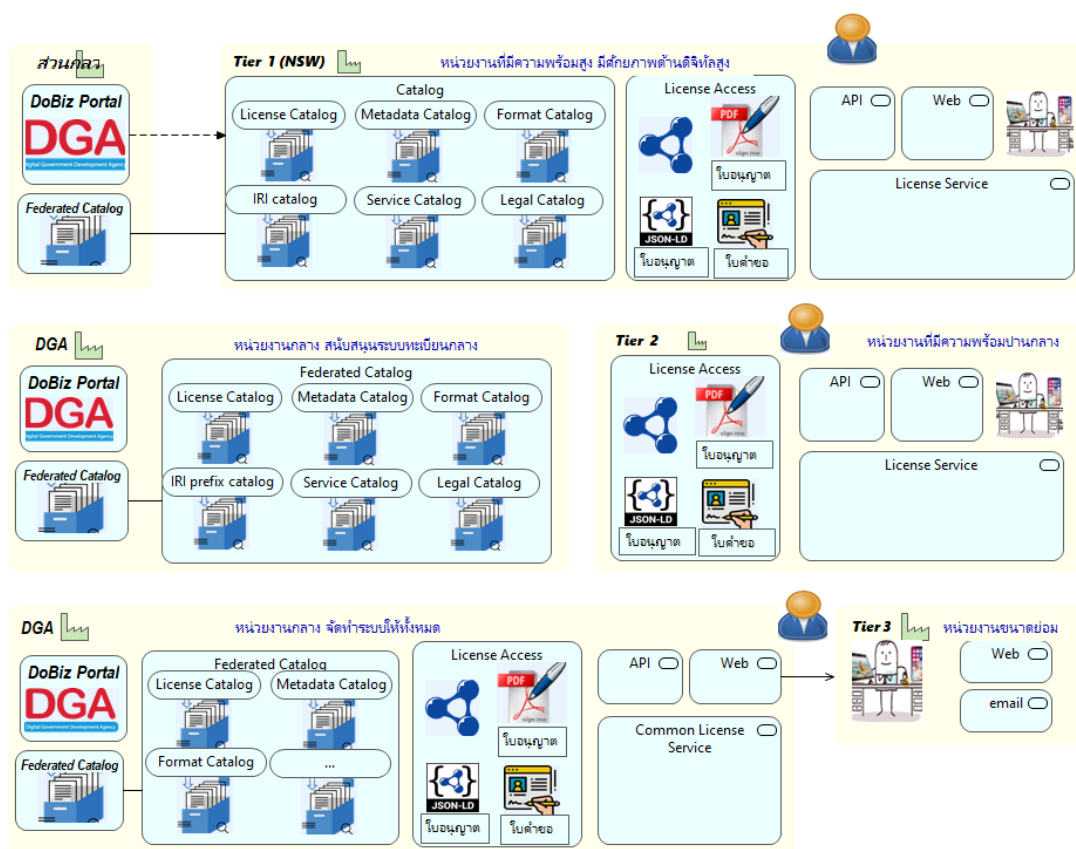 ส่วนกลา
DoBiz Portal
DGA
Digital Government Development Agency
Federated Catalog
Tier 1 (NSW)
หน่วยงานที่มีความพร้อมสูง มีศักยภาพด้านดิจิทัลสูง
Catalog
License Catalog
Metadata Catalog
Format Catalog
IRI catalog
Service Catalog
Legal Catalog
License Access
PDF
sign me
ใบอนุญาต
JSON-LD
ใบอนุญาต
ใบคำขอ
API
Web
License Service
DGA
หน่วยงานกลาง สนับสนุนระบบทะเบียนกลาง
DoBiz Portal
DGA
Digital Government Development Agency
Federated Catalog
Federated Catalog
License Catalog
Metadata Catalog
Format Catalog
IRI prefix catalog
Service Catalog
Legal Catalog
Tier 2
หน่วยงานที่มีความพร้อมปานกลาง
License Access
PDF
sign me
ใบอนุญาต
JSON-LD
ใบอนุญาต
ใบคำขอ
API
Web
License Service
DGA
หน่วยงานกลาง จัดทำระบบให้ทั้งหมด
DoBiz Portal
DGA
Digital Government Development Agency
Federated Catalog
Federated Catalog
License Catalog
Metadata Catalog
Format Catalog
...
License Access
PDF
sign me
ใบอนุญาต
JSON-LD
ใบอนุญาต
ใบคำขอ
API
Web
Common License
Service
Tier 3
หน่วยงานขนาดย่อม
Web
email